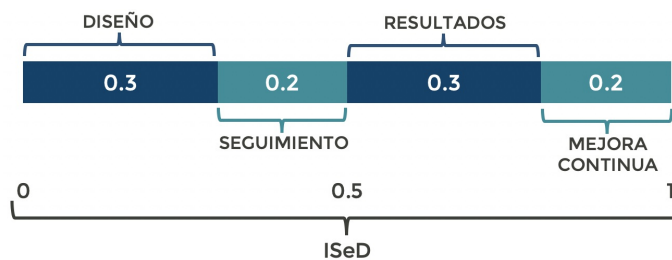 DISEÑO
RESULTADOS
0.3
0.2
0.3
0.2
SEGUIMIENTO
MEJORA
CONTINUA
0
0.5
1
ISeD